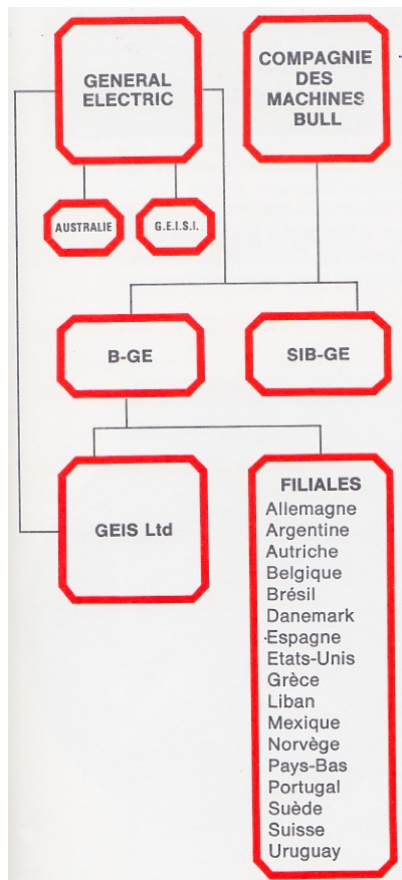 GENERAL
ELECTRIC
COMPAGNIE
DES
MACHINES
BULL
AUSTRALIE
G.E.I.S.I.
B-GE
SIB-GE
GEIS Ltd
FILIALES
Allemagne
Argentine
Autriche
Belgique
Brésil
Danemark
Espagne
Etats-Unis
Grèce
Liban
Mexique
Norvège
Pays-Bas
Portugal
Suède
Suisse
Uruguay